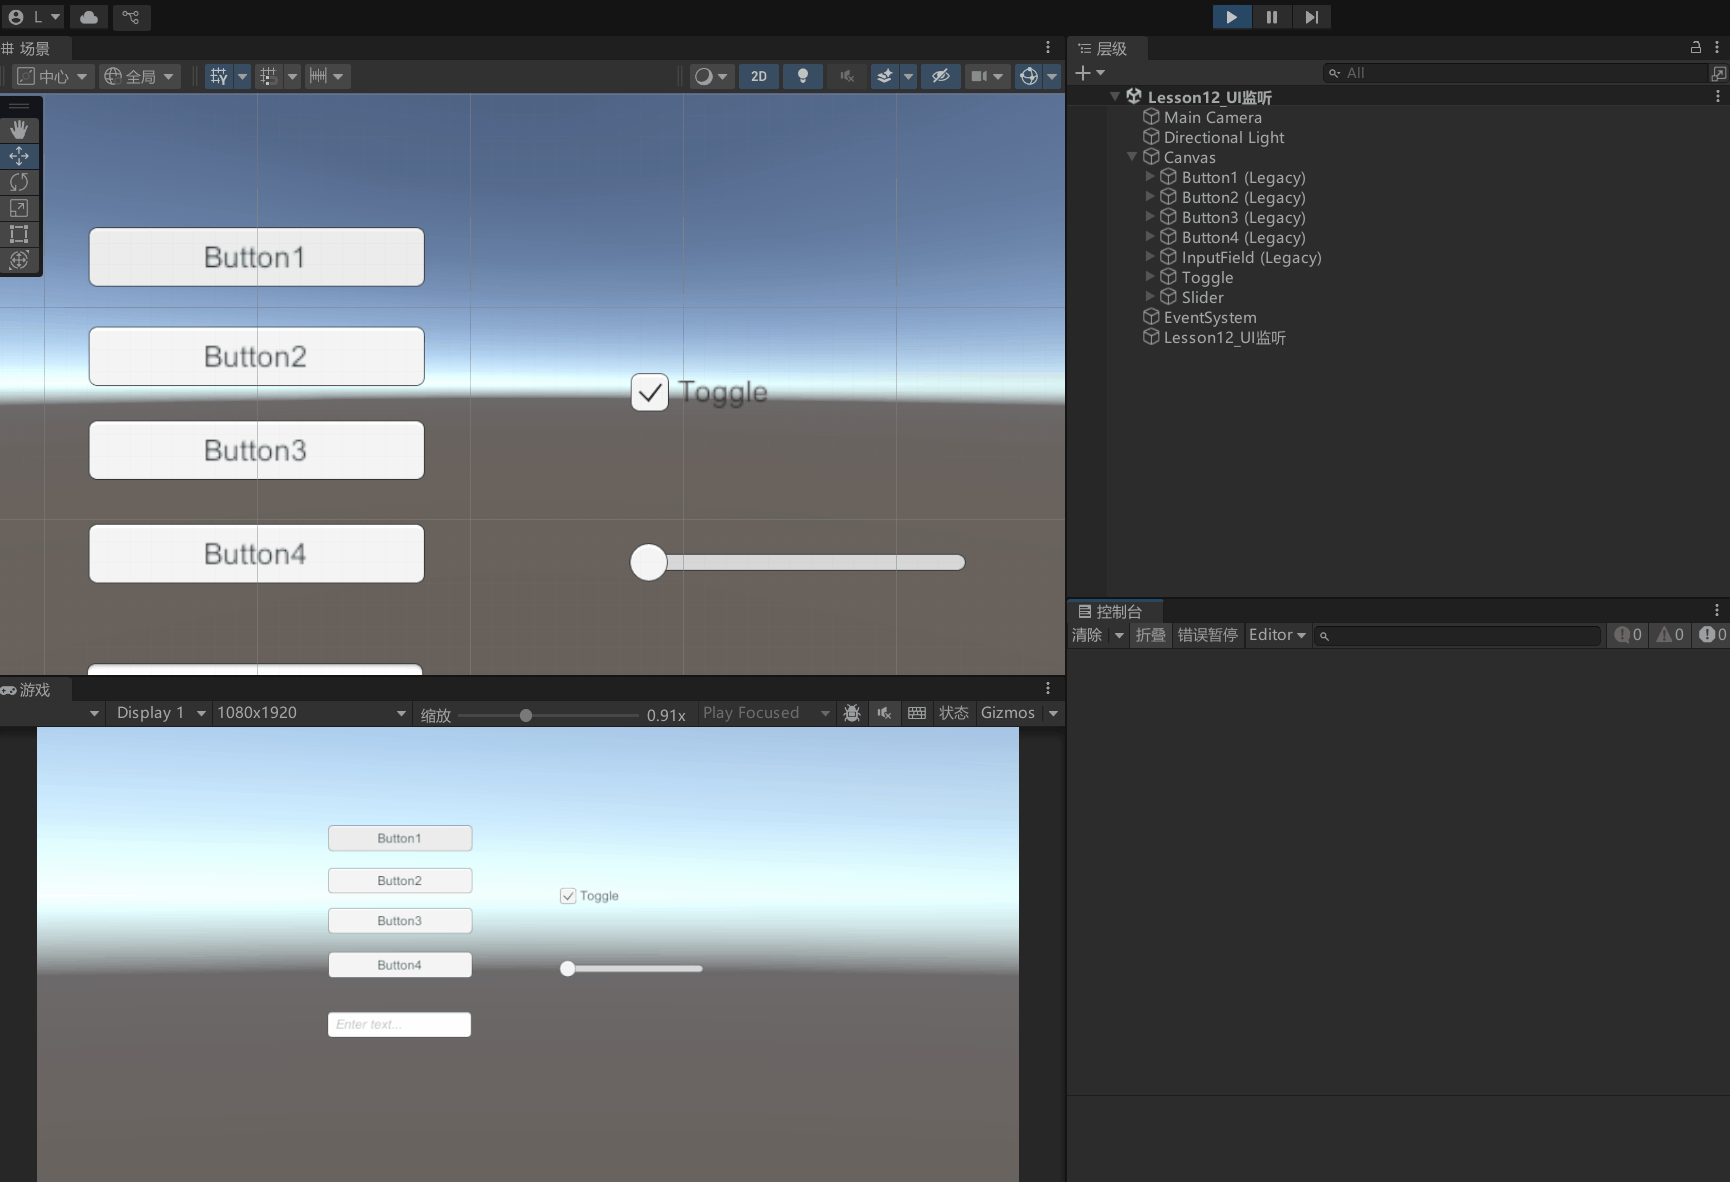 L
场景
层级
中心
全局
2D
All
Lesson12_UI监听
Main Camera
Directional Light
Canvas
Button1 (Legacy)
Button2 (Legacy)
Button3 (Legacy)
Button4 (Legacy)
InputField (Legacy)
Toggle
Slider
EventSystem
Lesson12_UI监听
Button1
Button2
Button3
Button4
Toggle
控制台
清除 折叠 错误暂停 Editor 0 0 0
游戏
Display 1 1080x1920 缩放 0.91x Play Focused 状态 Gizmos
Button1
Button2
Button3
Button4
Enter text...
Toggle